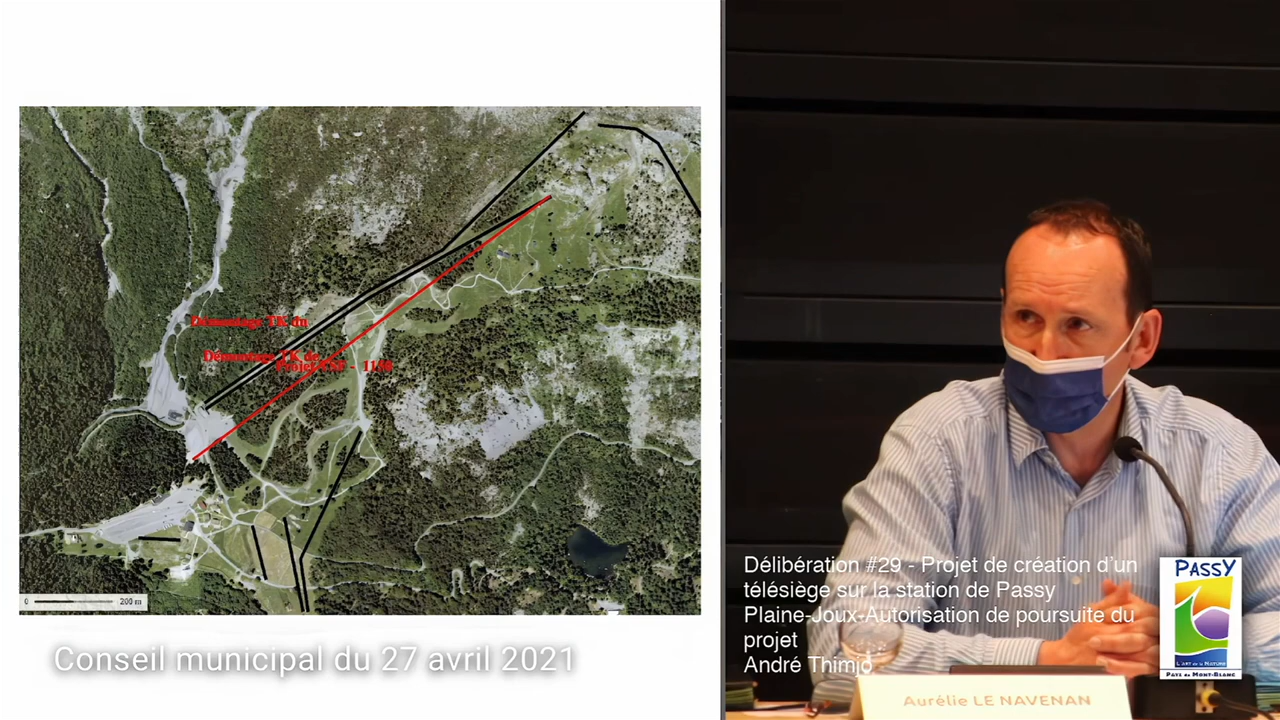 Démontage TK du
Démontage TK de
Projet TSF - 1150
0 200 m
Conseil municipal du 27 avril 2021
Délibération #29 - Projet de création d'un
télésiège sur la station de Passy
Plaine-Joux-Autorisation de poursuite du
projet
André Thimjo
PASSY
L'ART DE LA NATURE
PAYS DU MONT-BLANC
Aurélie LE NAVENAN